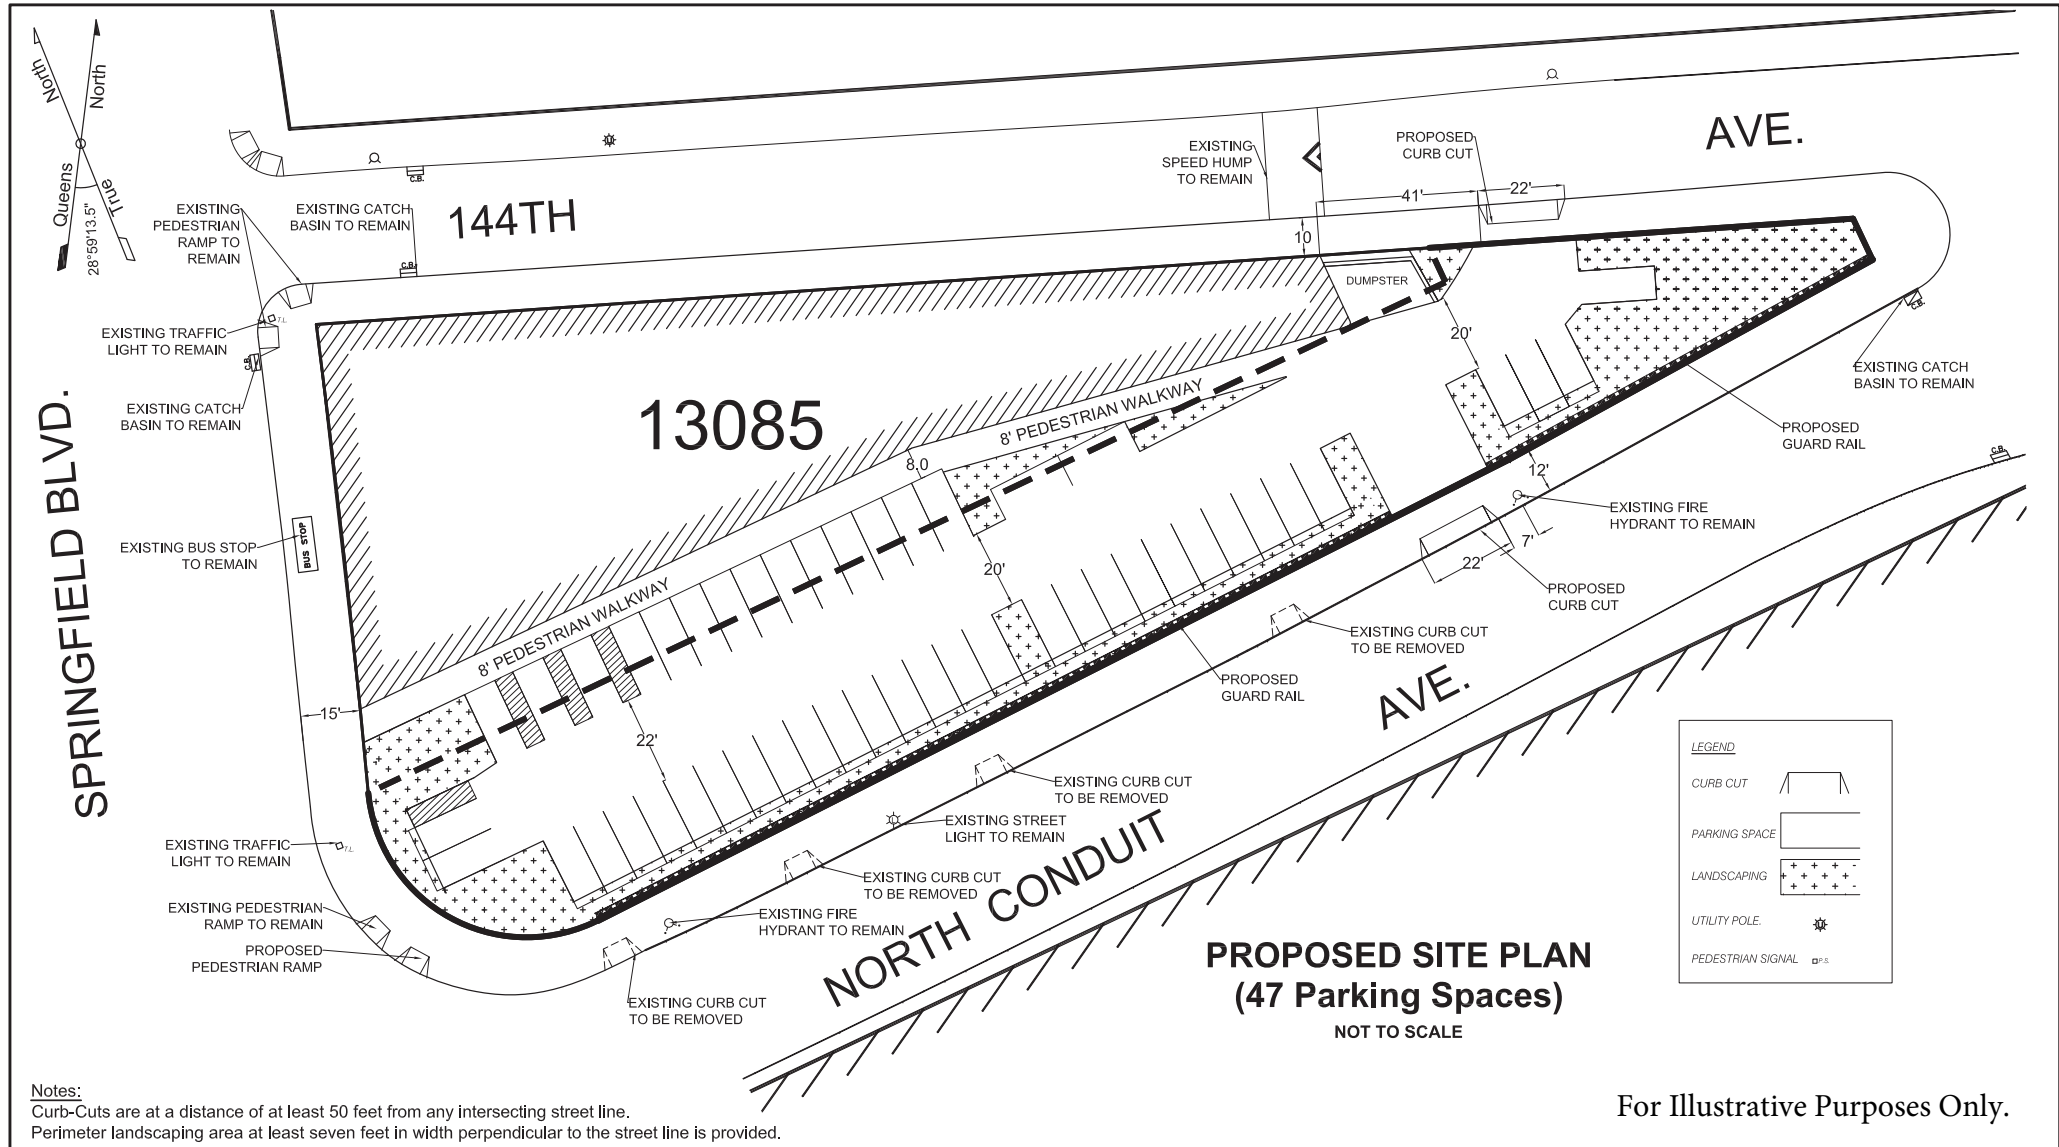 North
North
Queens
True
28°59'13.5"
EXISTING
PEDESTRIAN
RAMP TO
REMAIN
EXISTING CATCH
BASIN TO REMAIN
C.B.
C.B.
144TH
EXISTING
SPEED HUMP
TO REMAIN
PROPOSED
CURB CUT
AVE.
41'
22'
10
DUMPSTER
EXISTING TRAFFIC
LIGHT TO REMAIN
T.L.
C.B.
EXISTING CATCH
BASIN TO REMAIN
13085
20'
C.B.
EXISTING CATCH
BASIN TO REMAIN
8' PEDESTRIAN WALKWAY
8.0
PROPOSED
GUARD RAIL
C.B.
12'
EXISTING FIRE
HYDRANT TO REMAIN
7'
22'
PROPOSED
CURB CUT
SPRINGFIELD BLVD.
EXISTING BUS STOP
TO REMAIN
BUS STOP
20'
8' PEDESTRIAN WALKWAY
EXISTING CURB CUT
TO BE REMOVED
PROPOSED
GUARD RAIL
AVE.
15'
22'
EXISTING CURB CUT
TO BE REMOVED
EXISTING STREET
LIGHT TO REMAIN
EXISTING TRAFFIC
LIGHT TO REMAIN
T.L.
EXISTING CURB CUT
TO BE REMOVED
EXISTING PEDESTRIAN
RAMP TO REMAIN
EXISTING FIRE
HYDRANT TO REMAIN
PROPOSED
PEDESTRIAN RAMP
EXISTING CURB CUT
TO BE REMOVED
NORTH CONDUIT
LEGEND
CURB CUT
PARKING SPACE
LANDSCAPING
UTILITY POLE.
PEDESTRIAN SIGNAL
P.S.
PROPOSED SITE PLAN
(47 Parking Spaces)
NOT TO SCALE
Notes:
Curb-Cuts are at a distance of at least 50 feet from any intersecting street line.
Perimeter landscaping area at least seven feet in width perpendicular to the street line is provided.
For Illustrative Purposes Only.